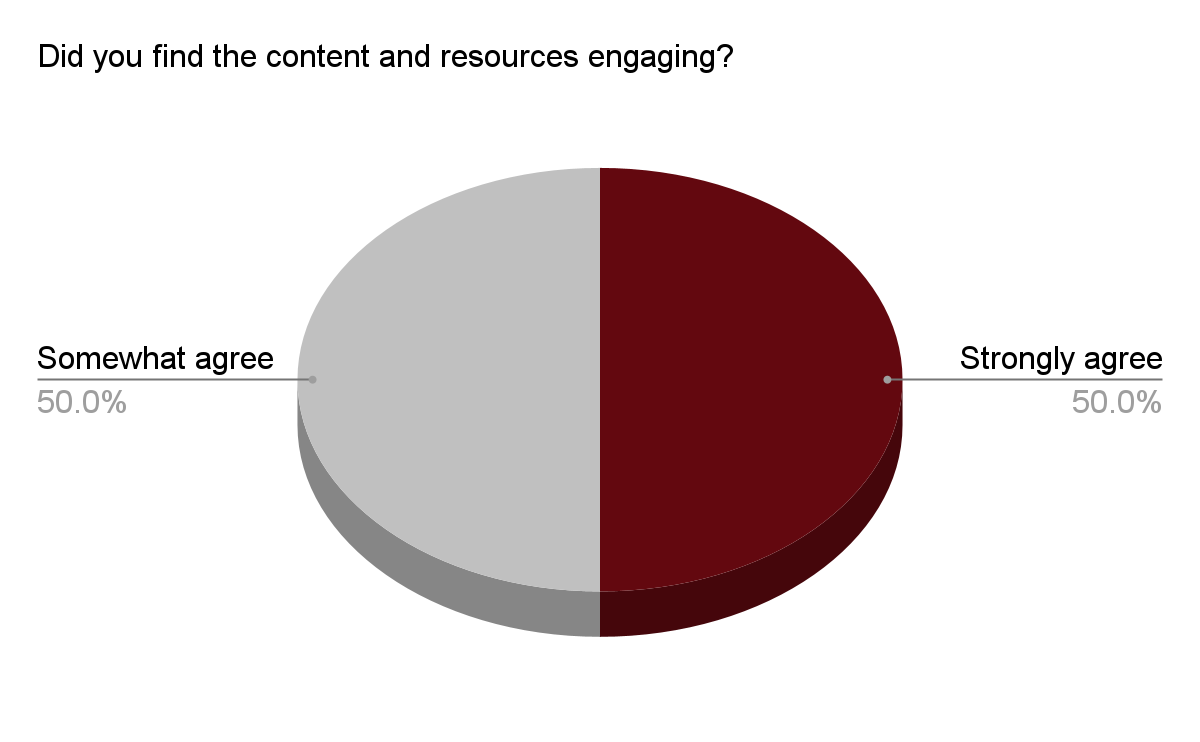 Did you find the content and resources engaging?
Somewhat agree
50.0%
Strongly agree
50.0%